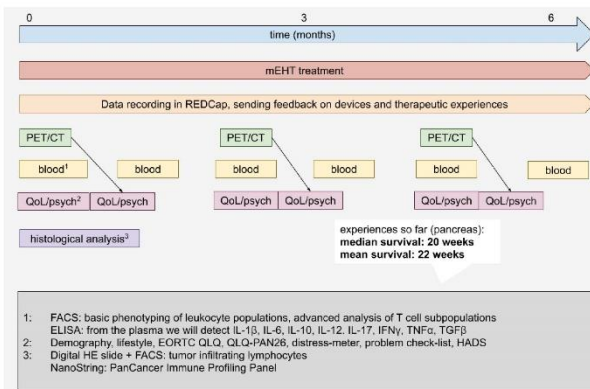 0 3 6
time (months)
mEHT treatment
Data recording in REDCap, sending feedback on devices and therapeutic experiences
PET/CT PET/CT PET/CT
blood¹ blood blood blood blood blood
QoL/psych² QoL/psych QoL/psych QoL/psych QoL/psych QoL/psych
histological analysis³
experiences so far (pancreas):
median survival: 20 weeks
mean survival: 22 weeks
1: FACS: basic phenotyping of leukocyte populations, advanced analysis of T cell subpopulations
ELISA: from the plasma we will detect IL-1β, IL-6, IL-10, IL-12. IL-17, IFNγ, TNFα, TGFβ
2: Demography, lifestyle, EORTC QLQ, QLQ-PAN26, distress-meter, problem check-list, HADS
3: Digital HE slide + FACS: tumor infiltrating lymphocytes
NanoString: PanCancer Immune Profiling Panel